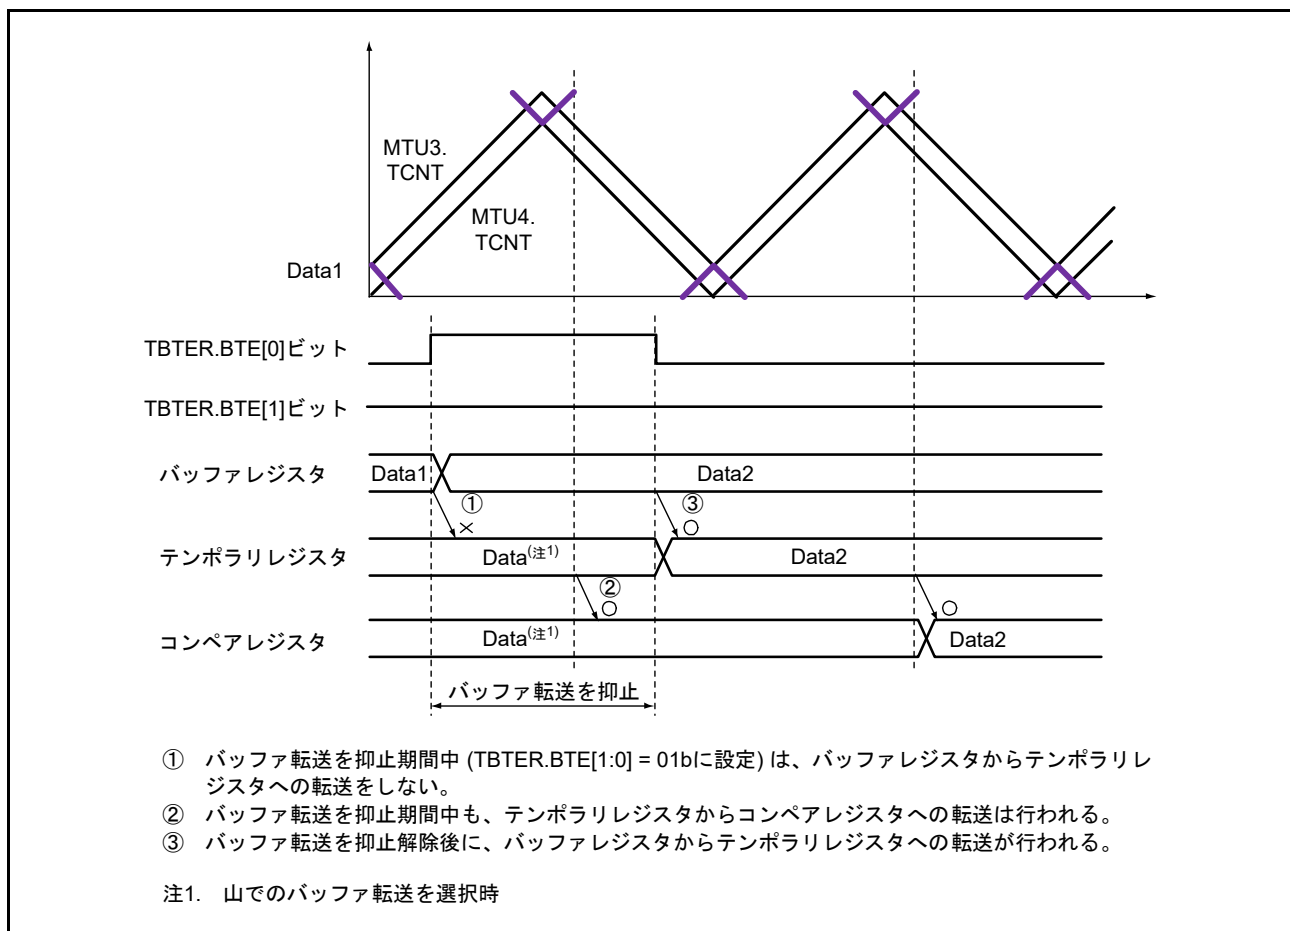 MTU3.
TCNT
MTU4.
TCNT
Data1
TBTER.BTE[0]ビット
TBTER.BTE[1]ビット
バッファレジスタ
Data1
Data2
①
×
③
○
テンポラリレジスタ
Data(注1)
Data2
②
○
○
コンペアレジスタ
Data(注1)
Data2
バッファ転送を抑止
① バッファ転送を抑止期間中 (TBTER.BTE[1:0] = 01bに設定) は、バッファレジスタからテンポラリレ
ジスタへの転送をしない。
② バッファ転送を抑止期間中も、テンポラリレジスタからコンペアレジスタへの転送は行われる。
③ バッファ転送を抑止解除後に、バッファレジスタからテンポラリレジスタへの転送が行われる。
注1. 山でのバッファ転送を選択時